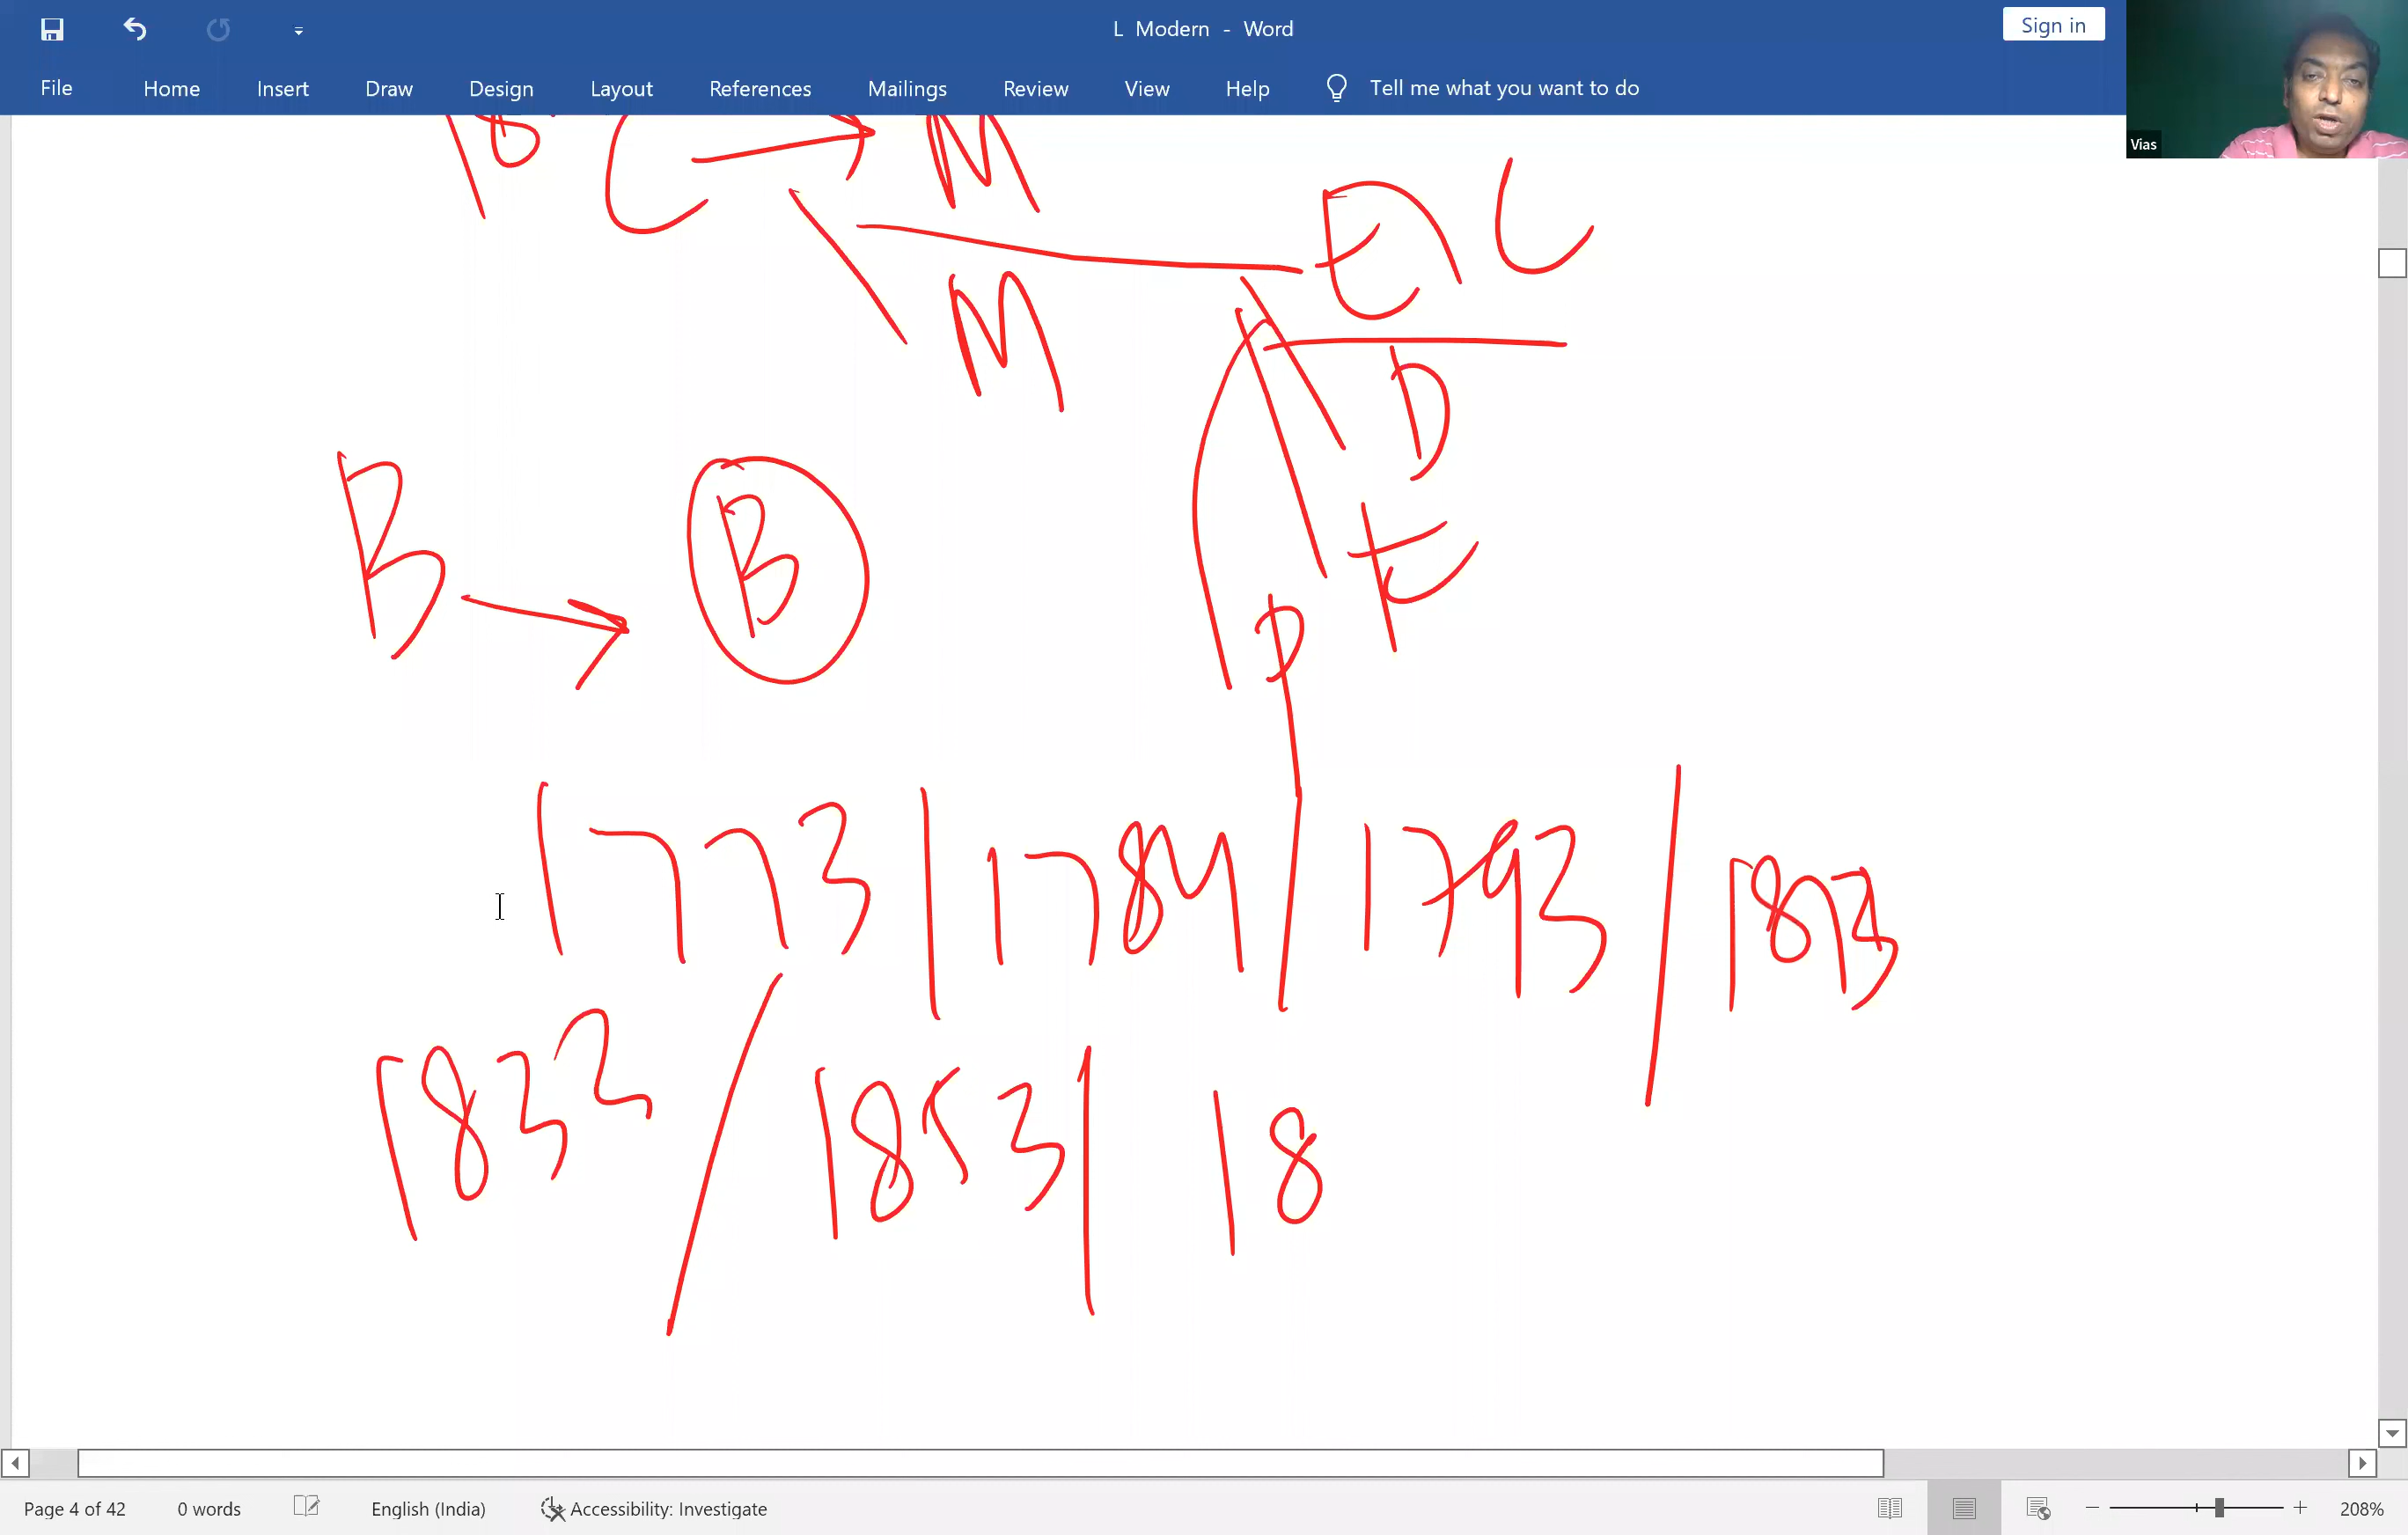 L Modern - Word
Sign in
File Home Insert Draw Design Layout References Mailings Review View Help Tell me what you want to do
Vias
18 C M
E C
M
D
B B
F
P
1773 1784 1793 1813
1833 1853 18
Page 4 of 42 0 words English (India) Accessibility: Investigate 208%